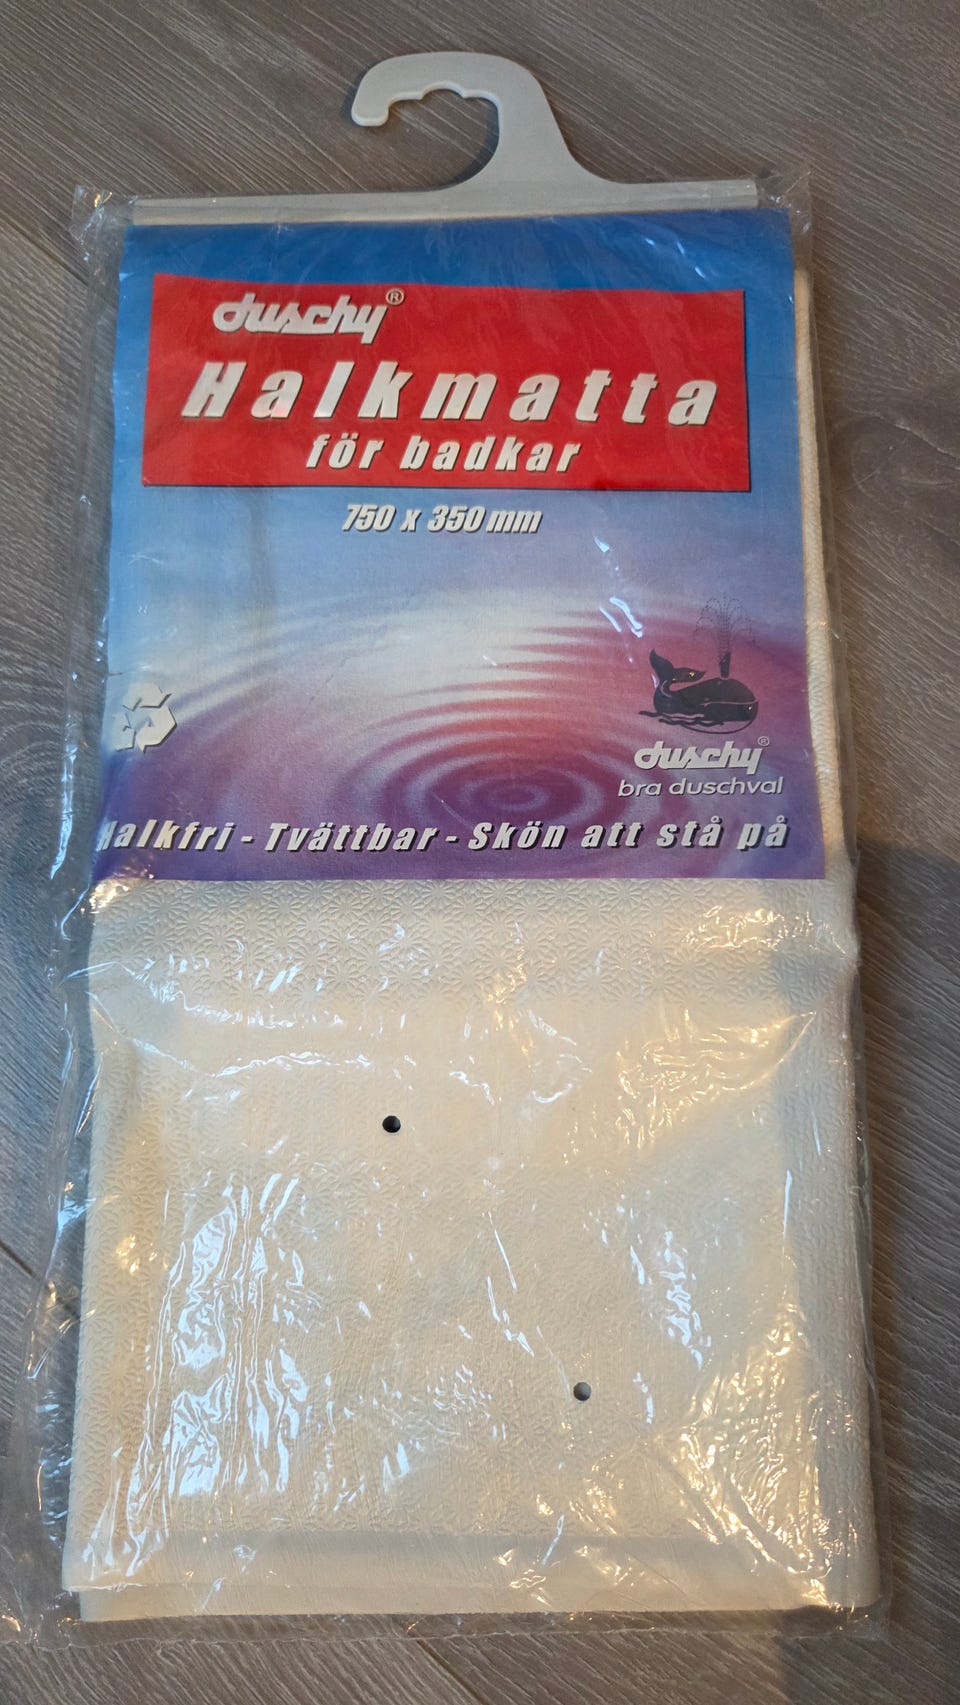 duschy®
Halkmatta
för badkar
750 x 350 mm
duschy®
bra duschval
Halkfri - Tvättbar - Skön att stå på